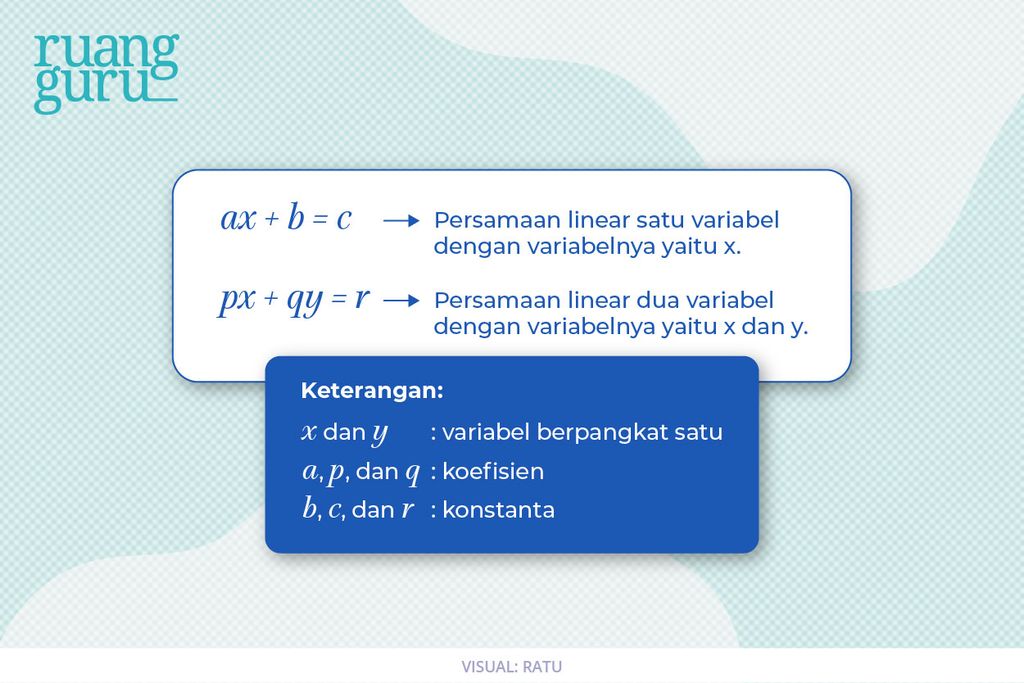 ruang
guru
ax + b = c → Persamaan linear satu variabel
dengan variabelnya yaitu x.
px + qy = r → Persamaan linear dua variabel
dengan variabelnya yaitu x dan y.
Keterangan:
x dan y : variabel berpangkat satu
a, p, dan q : koefisien
b, c, dan r : konstanta
VISUAL: RATU